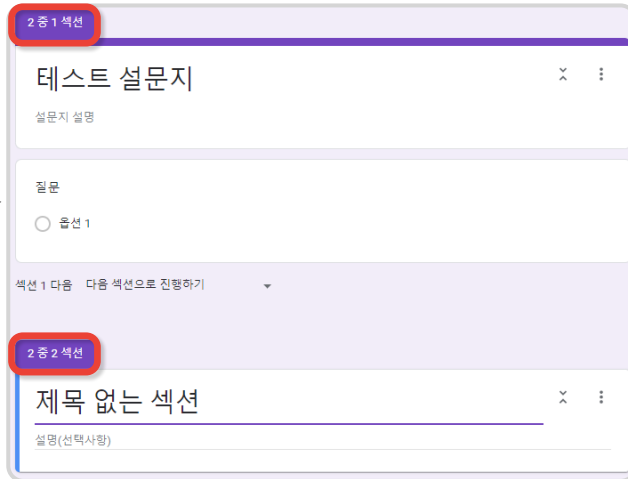 2 중 1 섹션
테스트 설문지
설문지 설명
질문
옵션 1
섹션 1 다음 다음 섹션으로 진행하기
2 중 2 섹션
제목 없는 섹션
설명(선택사항)